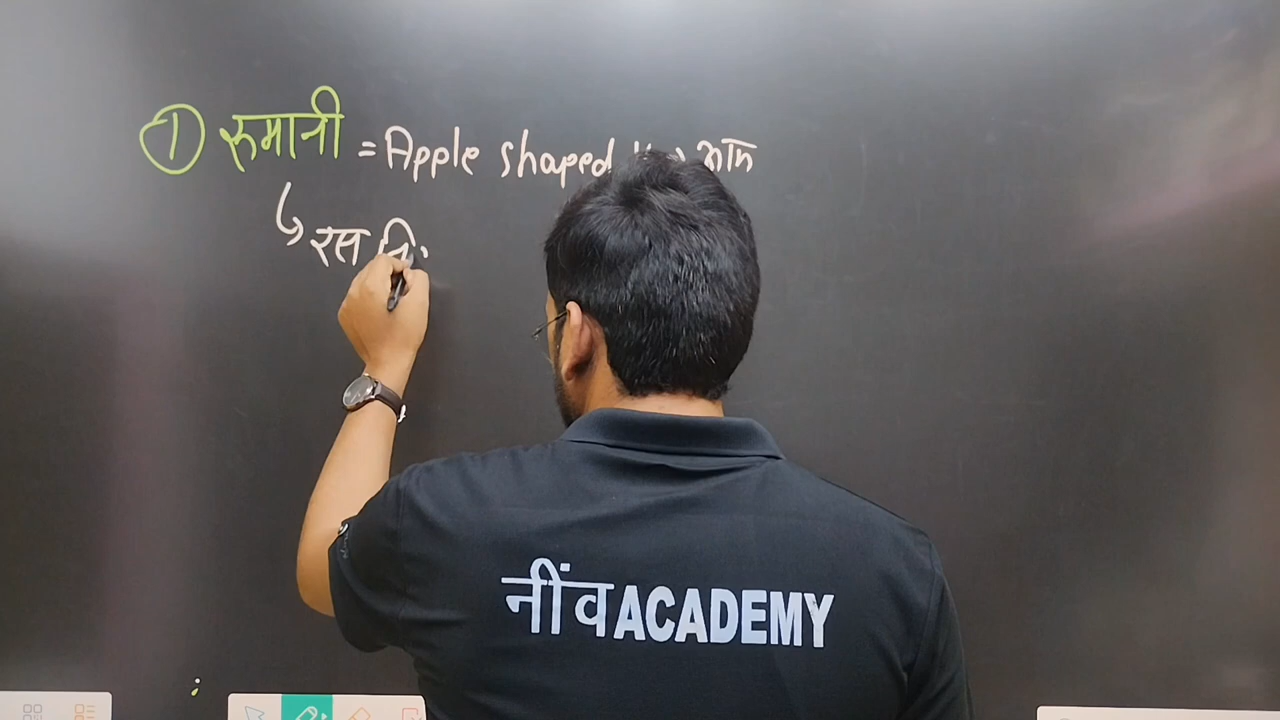 ① रुमानी = Apple shaped आम
↳ रस
नींव ACADEMY